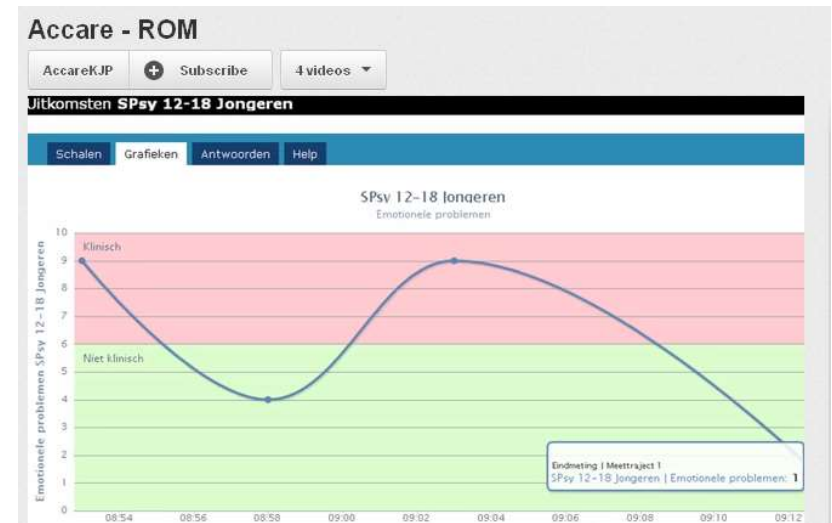 Accare - ROM
AccareKJP Subscribe 4 videos
Uitkomsten SPsy 12-18 Jongeren
Schalen Grafieken Antwoorden Help
SPsy 12-18 Jongeren
Emotionele problemen
Emotionele problemen SPsy 12-18 Jongeren
10
Klinisch
9
8
7
6
Niet klinisch
5
4
3
2
Eindmeting | Meettraject 1
SPsy 12-18 Jongeren | Emotionele problemen: 1
1
0
08:54 08:56 08:58 09:00 09:02 09:04 09:06 09:08 09:10 09:12